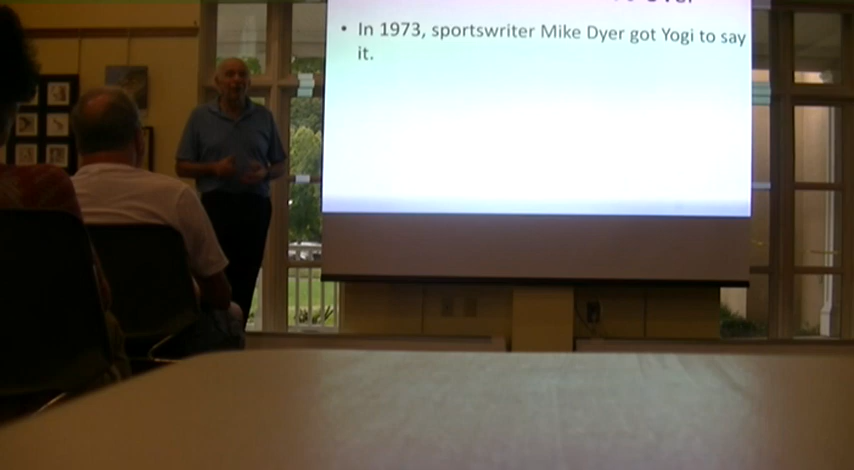 • In 1973, sportswriter Mike Dyer got Yogi to say
it.